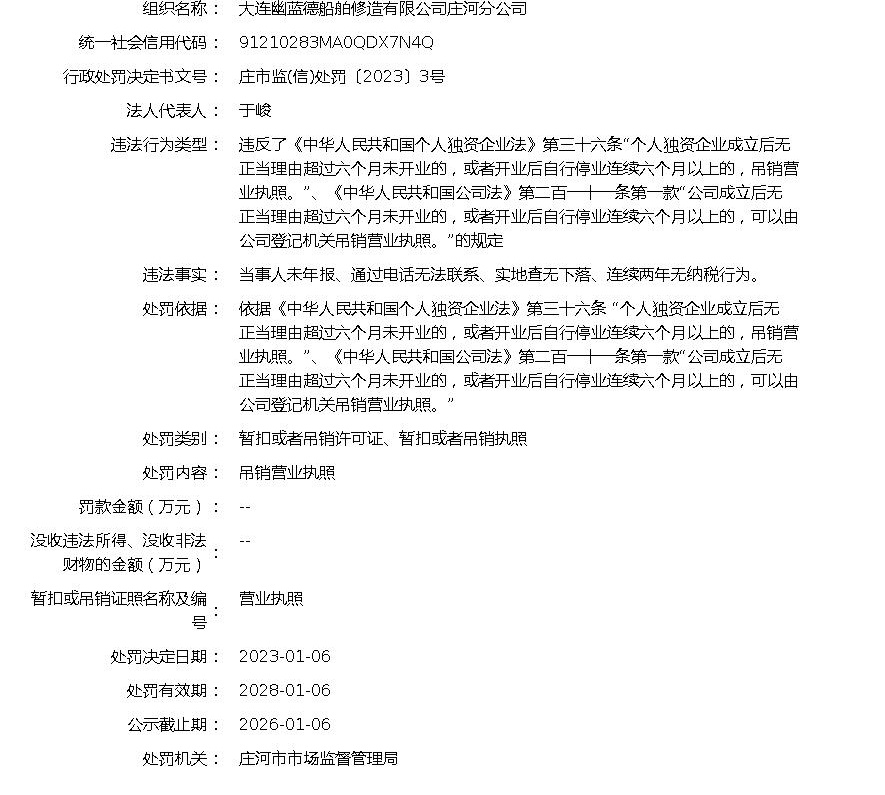 组织名称： 大连幽蓝德船舶修造有限公司庄河分公司
统一社会信用代码： 91210283MA0QDX7N4Q
行政处罚决定书文号： 庄市监(信)处罚〔2023〕3号
法人代表人： 于峻
违法行为类型： 违反了《中华人民共和国个人独资企业法》第三十六条“个人独资企业成立后无
正当理由超过六个月未开业的，或者开业后自行停业连续六个月以上的，吊销营
业执照。”、《中华人民共和国公司法》第二百一十一条第一款“公司成立后无
正当理由超过六个月未开业的，或者开业后自行停业连续六个月以上的，可以由
公司登记机关吊销营业执照。”的规定
违法事实： 当事人未年报、通过电话无法联系、实地查无下落、连续两年无纳税行为。
处罚依据： 依据《中华人民共和国个人独资企业法》第三十六条 “个人独资企业成立后无
正当理由超过六个月未开业的，或者开业后自行停业连续六个月以上的，吊销营
业执照。”、《中华人民共和国公司法》第二百一十一条第一款“公司成立后无
正当理由超过六个月未开业的，或者开业后自行停业连续六个月以上的，可以由
公司登记机关吊销营业执照。”
处罚类别： 暂扣或者吊销许可证、暂扣或者吊销执照
处罚内容： 吊销营业执照
罚款金额（万元）： --
没收违法所得、没收非法
财物的金额（万元）： --
暂扣或吊销证照名称及编
号： 营业执照
处罚决定日期： 2023-01-06
处罚有效期： 2028-01-06
公示截止期： 2026-01-06
处罚机关： 庄河市市场监督管理局